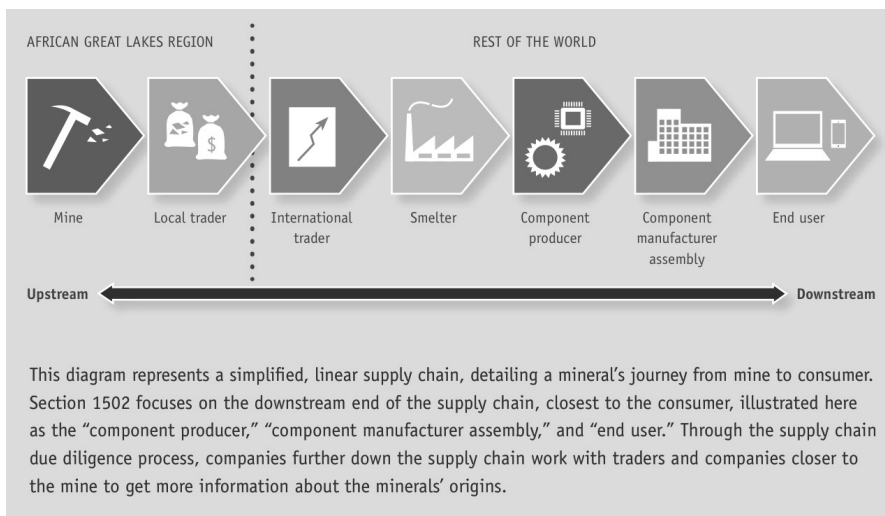 AFRICAN GREAT LAKES REGION
REST OF THE WORLD
$
Mine
Local trader
International
trader
Smelter
Component
producer
Component
manufacturer
assembly
End user
Upstream
Downstream
This diagram represents a simplified, linear supply chain, detailing a mineral’s journey from mine to consumer.
Section 1502 focuses on the downstream end of the supply chain, closest to the consumer, illustrated here
as the “component producer,” “component manufacturer assembly,” and “end user.” Through the supply chain
due diligence process, companies further down the supply chain work with traders and companies closer to
the mine to get more information about the minerals’ origins.